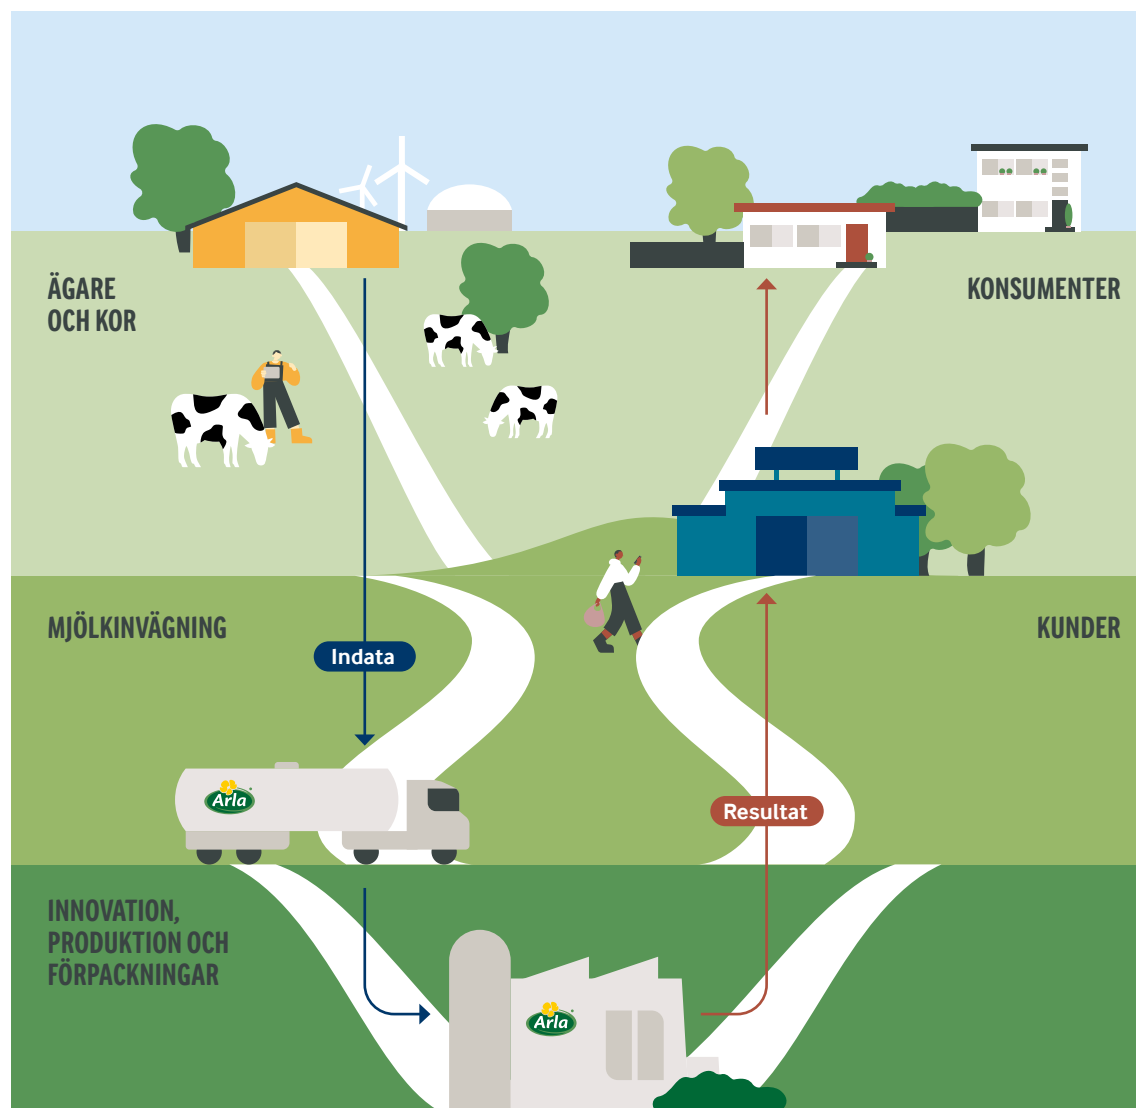 ÄGARE
OCH KOR
KONSUMENTER
MJÖLKINVÄGNING
KUNDER
Indata
Arla
Resultat
INNOVATION,
PRODUKTION OCH
FÖRPACKNINGAR
Arla